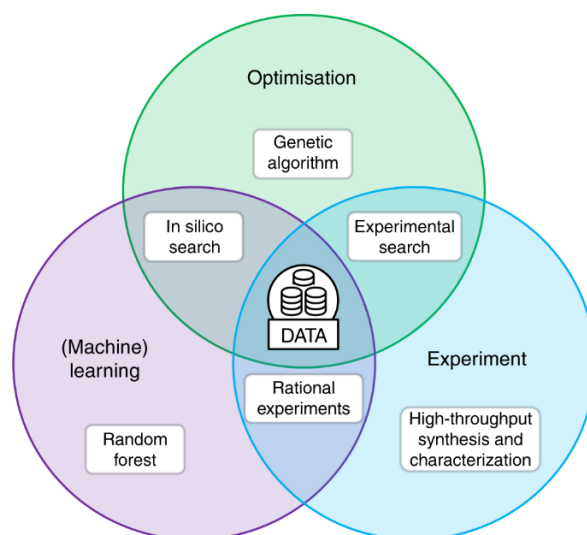 Optimisation
Genetic
algorithm
In silico
search
Experimental
search
DATA
(Machine)
learning
Experiment
Rational
experiments
Random
forest
High-throughput
synthesis and
characterization